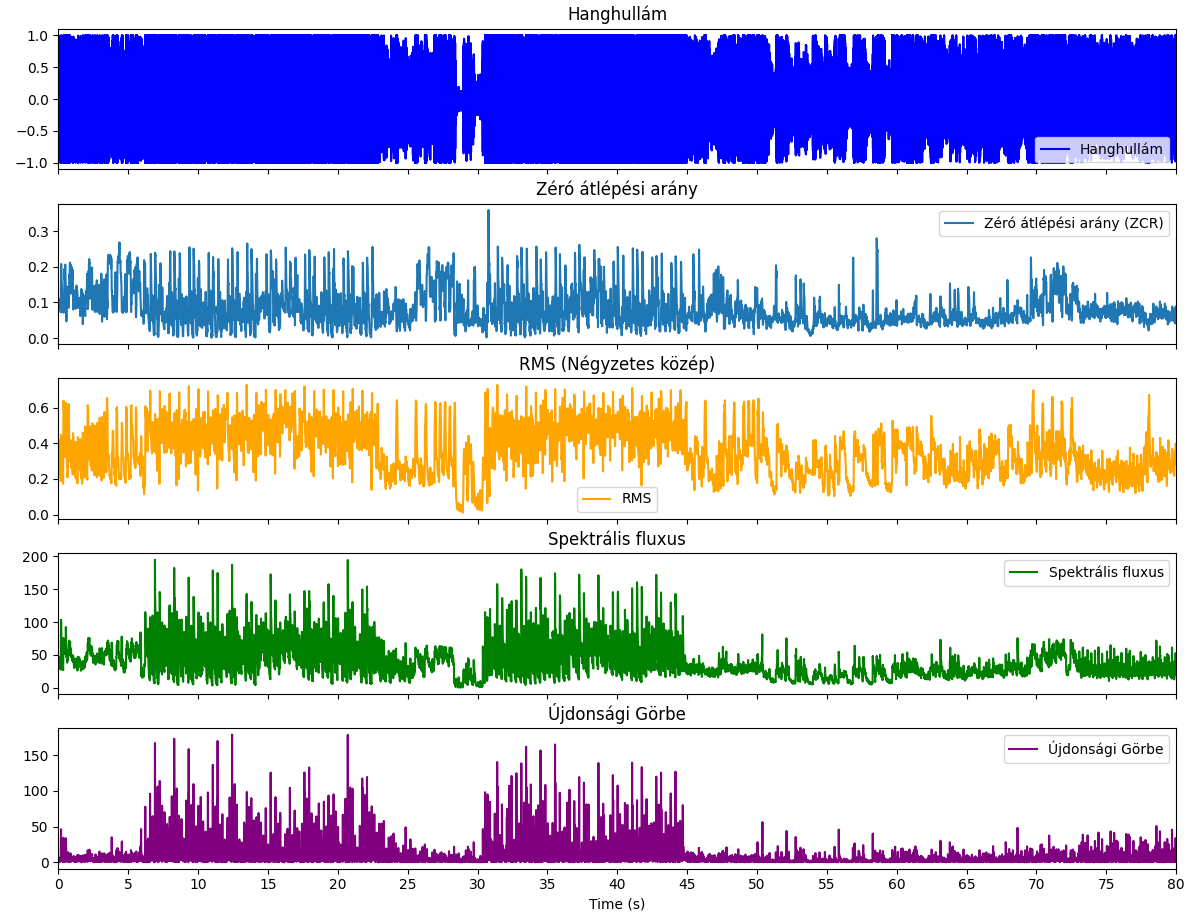 Hanghullám
1.0
0.5
0.0
−0.5
−1.0
Hanghullám
Zéró átlépési arány
0.3
0.2
0.1
0.0
Zéró átlépési arány (ZCR)
RMS (Négyzetes közép)
0.6
0.4
0.2
0.0
RMS
Spektrális fluxus
200
150
100
50
0
Spektrális fluxus
Újdonsági Görbe
150
100
50
0
Újdonsági Görbe
0 5 10 15 20 25 30 35 40 45 50 55 60 65 70 75 80
Time (s)